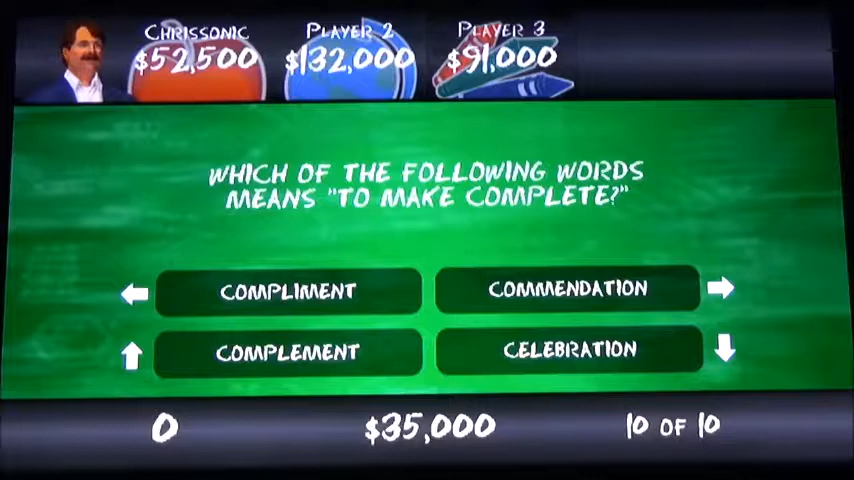 CHRISSONIC PLAYER 2 PLAYER 3
$52,500 $132,000 $91,000
WHICH OF THE FOLLOWING WORDS
MEANS "TO MAKE COMPLETE?"
COMPLIMENT COMMENDATION
COMPLEMENT CELEBRATION
0 $35,000 10 OF 10